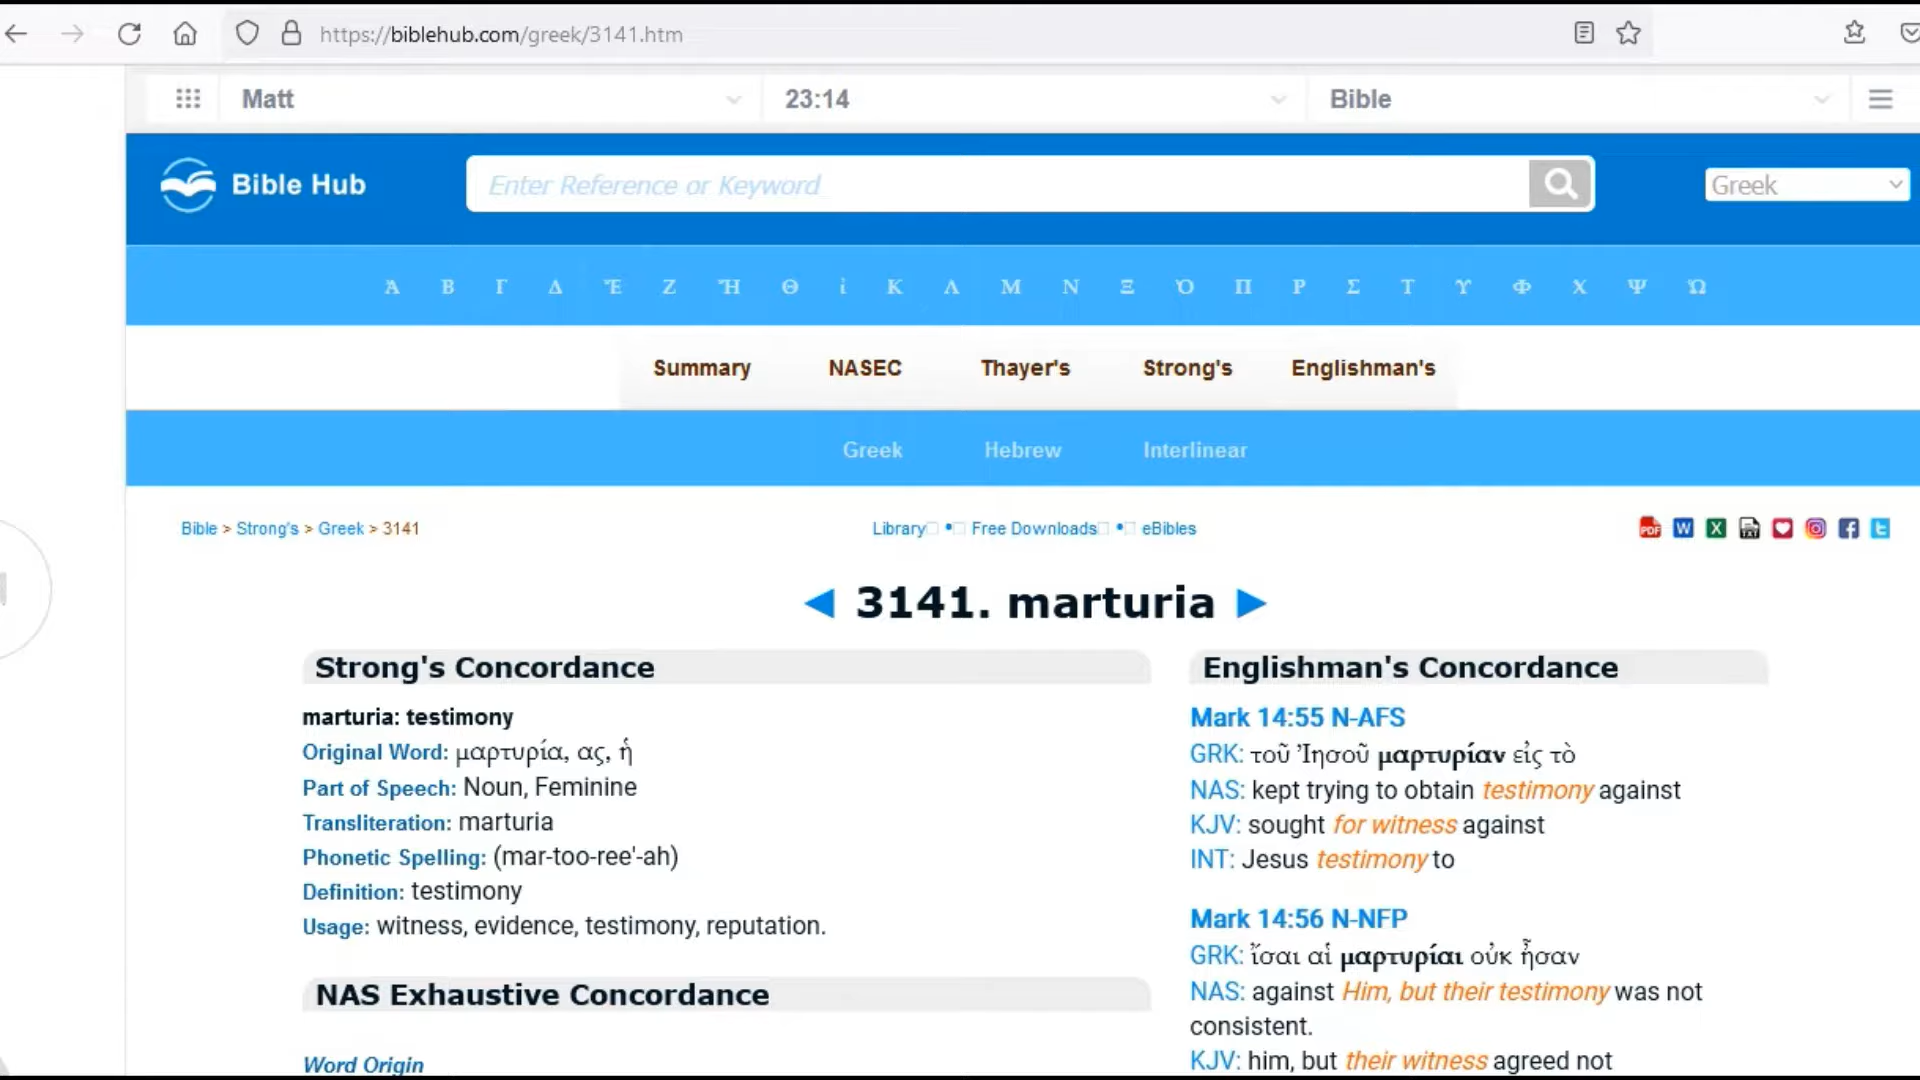 https://biblehub.com/greek/3141.htm
Matt 23:14 Bible
Bible Hub Enter Reference or Keyword Greek
Ἀ Β Γ Δ Ἐ Ζ Ἠ Θ ἰ Κ Λ Μ Ν Ξ Ὀ Π Ρ Σ Τ Υ Φ Χ Ψ Ὠ
Summary NASEC Thayer's Strong's Englishman's
Greek Hebrew Interlinear
Bible > Strong's > Greek > 3141 Library • Free Downloads • eBibles
◄ 3141. marturia ►
Strong's Concordance
marturia: testimony
Original Word: μαρτυρία, ας, ἡ
Part of Speech: Noun, Feminine
Transliteration: marturia
Phonetic Spelling: (mar-too-ree'-ah)
Definition: testimony
Usage: witness, evidence, testimony, reputation.
NAS Exhaustive Concordance
Word Origin
Englishman's Concordance
Mark 14:55 N-AFS
GRK: τοῦ Ἰησοῦ μαρτυρίαν εἰς τὸ
NAS: kept trying to obtain testimony against
KJV: sought for witness against
INT: Jesus testimony to
Mark 14:56 N-NFP
GRK: ἴσαι αἱ μαρτυρίαι οὐκ ἦσαν
NAS: against Him, but their testimony was not
consistent.
KJV: him, but their witness agreed not